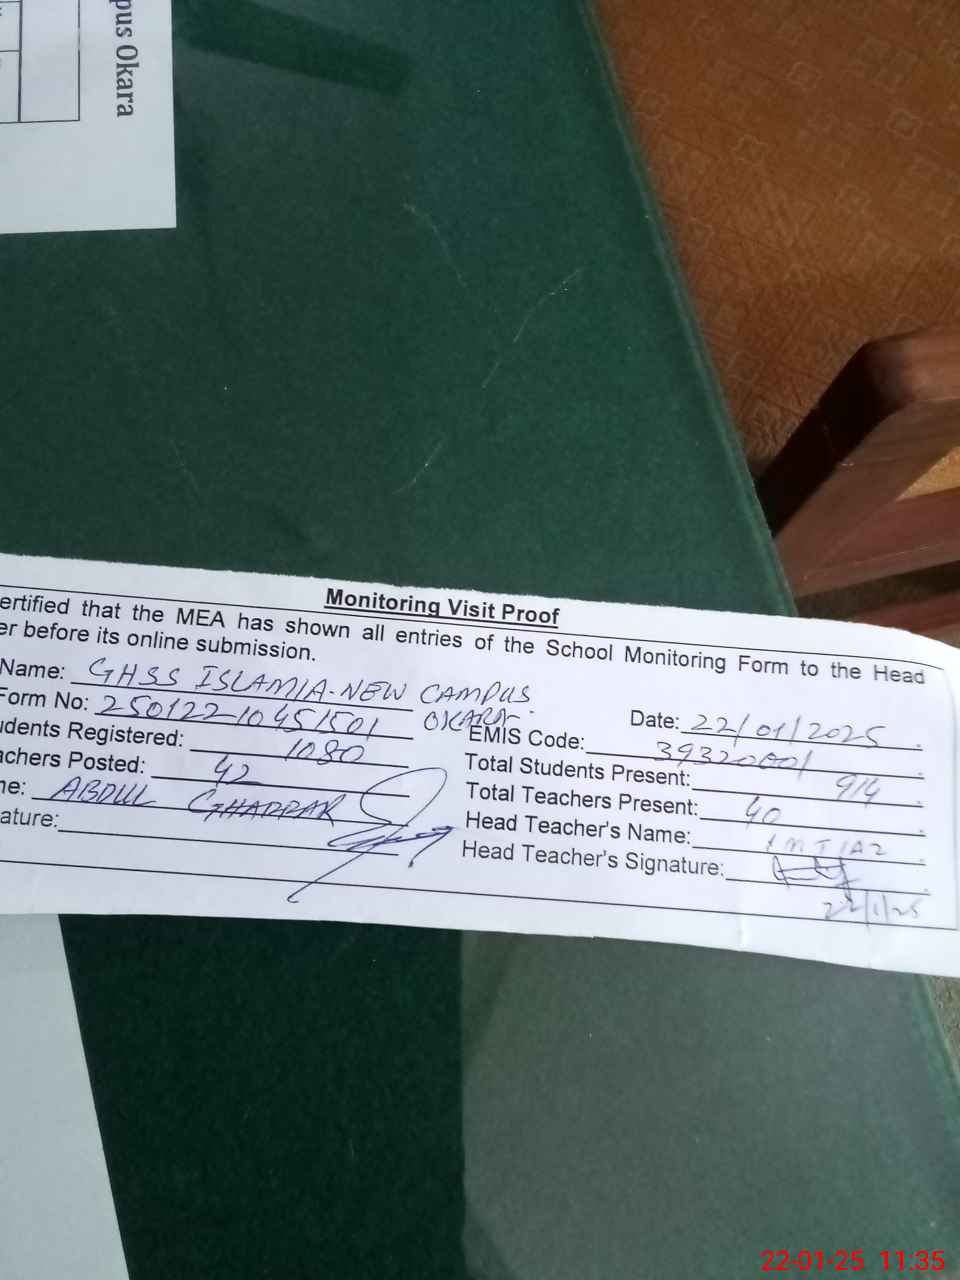 pus Okara
Monitoring Visit Proof
ertified that the MEA has shown all entries of the School Monitoring Form to the Head
er before its online submission.
Name: GHSS ISLAMIA-NEW CAMPUS
OKARA.
Form No: 250122-10451501 Date: 22/01/2025
udents Registered: 1080 EMIS Code: 39320001
achers Posted: 42 Total Students Present: 914
me: ABDUL GHAFFAR Total Teachers Present: 40
ature: Head Teacher's Name: IMTIAZ
Head Teacher's Signature:
22/1/25
22-01-25 11:35